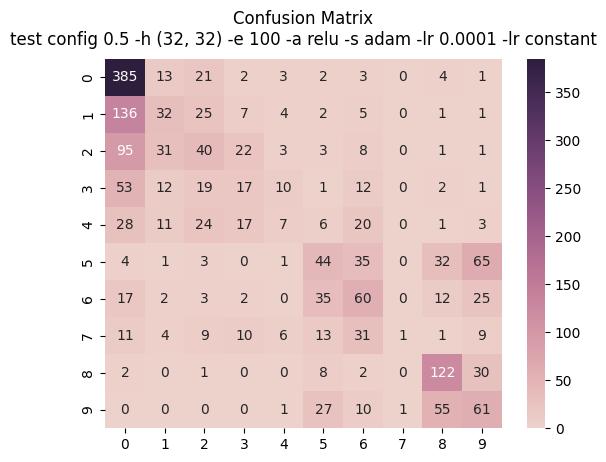 Confusion Matrix
test config 0.5 -h (32, 32) -e 100 -a relu -s adam -lr 0.0001 -lr constant
0 385 13 21 2 3 2 3 0 4 1
1 136 32 25 7 4 2 5 0 1 1
2 95 31 40 22 3 3 8 0 1 1
3 53 12 19 17 10 1 12 0 2 1
4 28 11 24 17 7 6 20 0 1 3
5 4 1 3 0 1 44 35 0 32 65
6 17 2 3 2 0 35 60 0 12 25
7 11 4 9 10 6 13 31 1 1 9
8 2 0 1 0 0 8 2 0 122 30
9 0 0 0 0 1 27 10 1 55 61
0 1 2 3 4 5 6 7 8 9
350
300
250
200
150
100
50
0